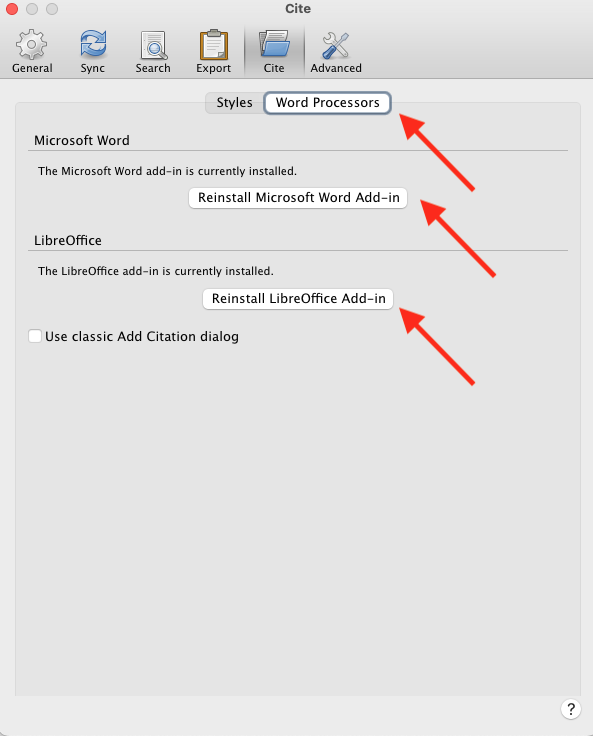 Cite
General Sync Search Export Cite Advanced
Styles Word Processors
Microsoft Word
The Microsoft Word add-in is currently installed.
Reinstall Microsoft Word Add-in
LibreOffice
The LibreOffice add-in is currently installed.
Reinstall LibreOffice Add-in
Use classic Add Citation dialog
?